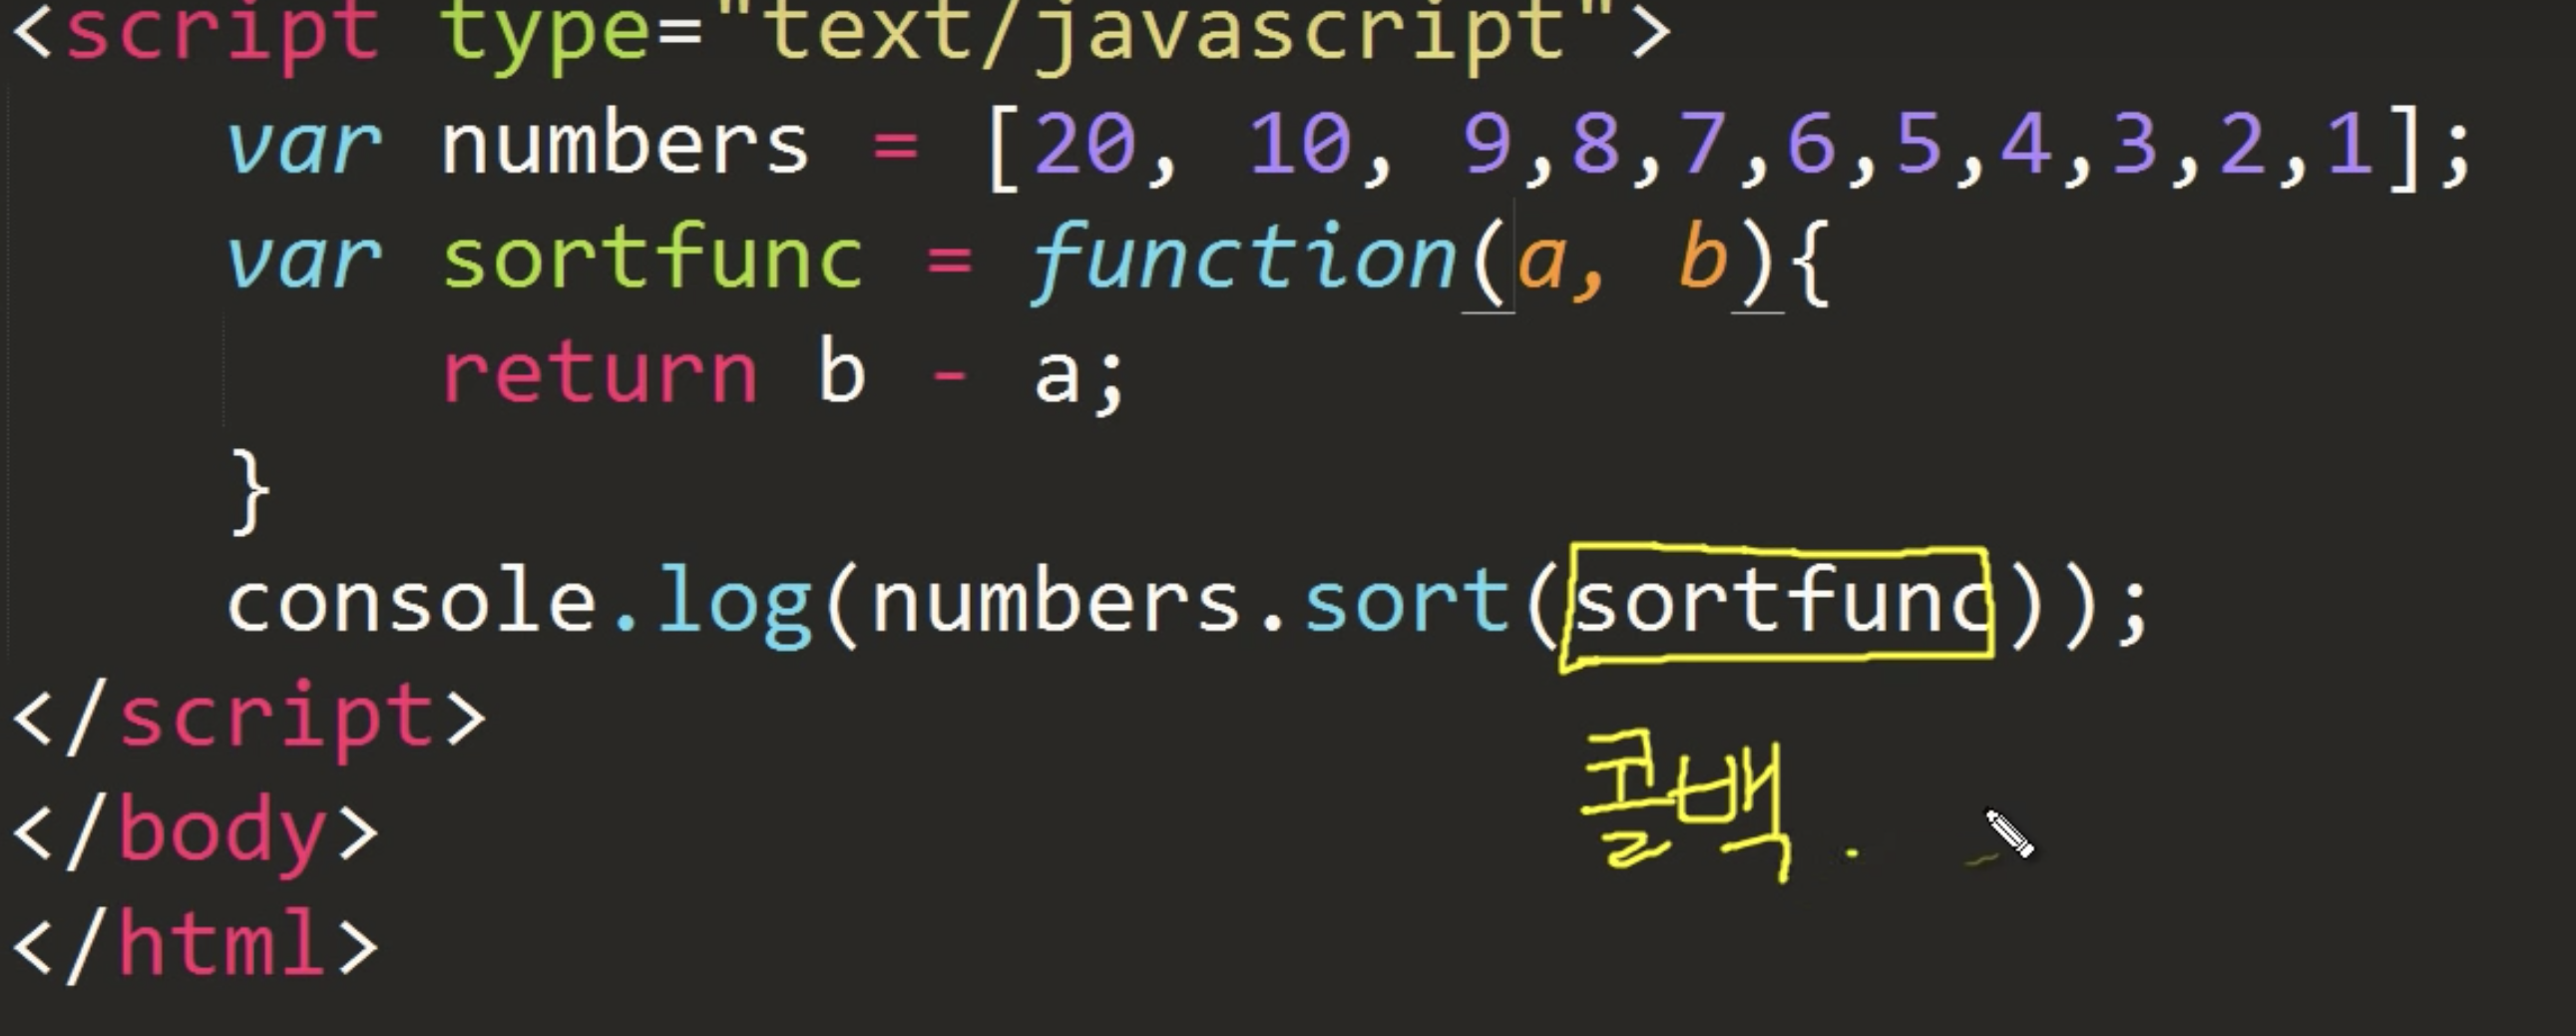 <script type="text/javascript">
var numbers = [20, 10, 9,8,7,6,5,4,3,2,1];
var sortfunc = function(a, b){
return b - a;
}
console.log(numbers.sort(sortfunc));
</script>
콜백
</body>
</html>